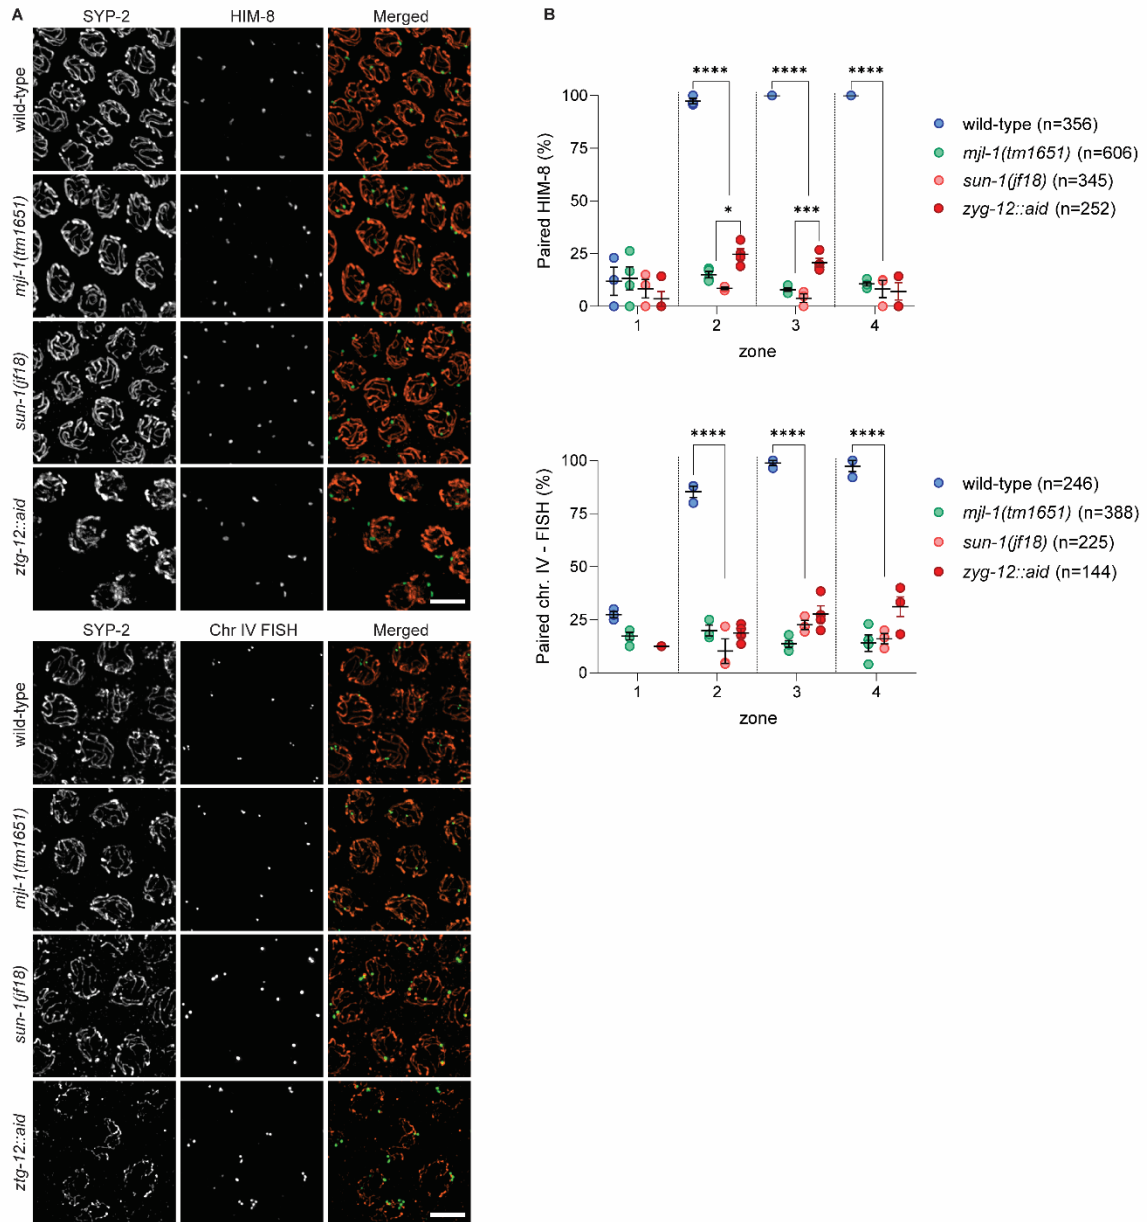 A
SYP-2 HIM-8 Merged
wild-type
mjl-1(tm1651)
sun-1(jf18)
ztg-12::aid
SYP-2 Chr IV FISH Merged
wild-type
mjl-1(tm1651)
sun-1(jf18)
ztg-12::aid
B
**** **** ****
* ***
Paired HIM-8 (%)
100
75
50
25
0
1 2 3 4
zone
wild-type (n=356)
mjl-1(tm1651) (n=606)
sun-1(jf18) (n=345)
zyg-12::aid (n=252)
**** **** ****
Paired chr. IV - FISH (%)
100
75
50
25
0
1 2 3 4
zone
wild-type (n=246)
mjl-1(tm1651) (n=388)
sun-1(jf18) (n=225)
zyg-12::aid (n=144)